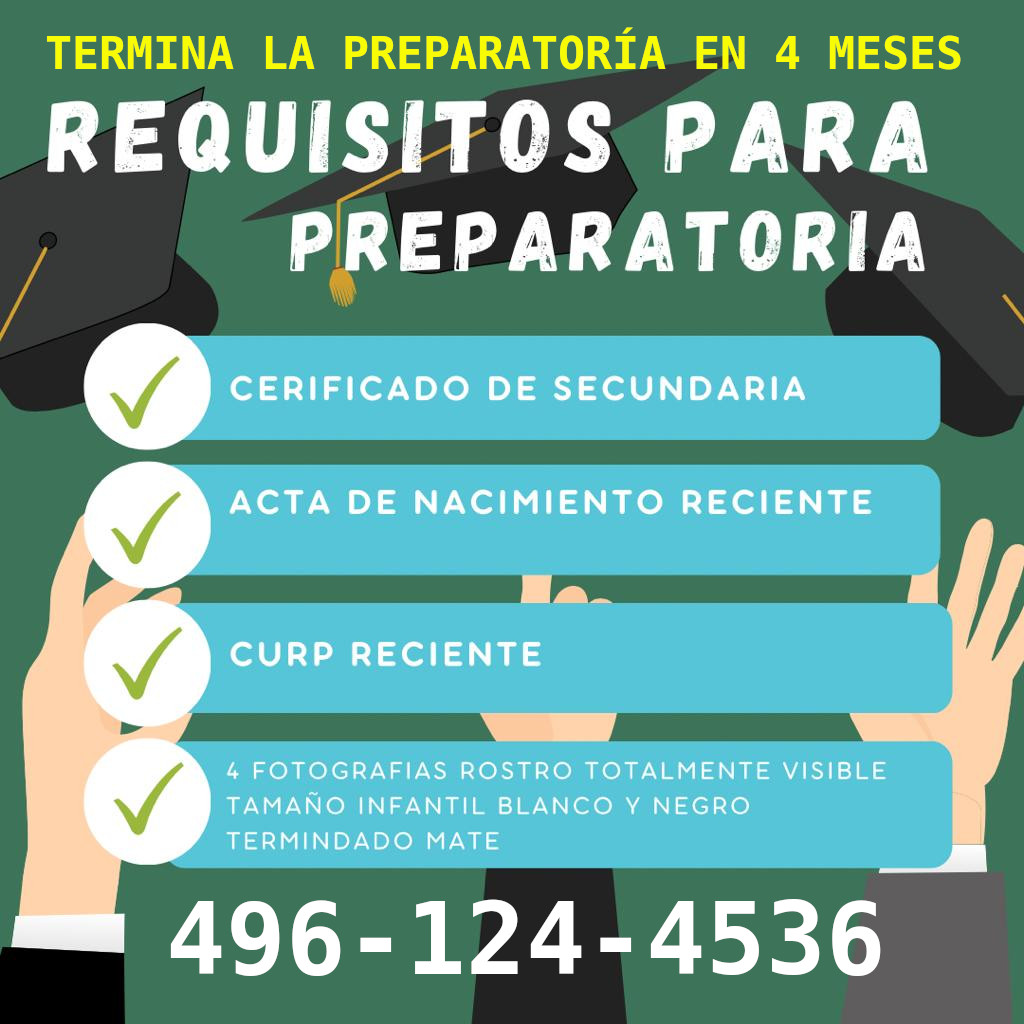 TERMINA LA PREPARATORÍA EN 4 MESES
REQUISITOS PARA
PREPARATORIA
CERIFICADO DE SECUNDARIA
ACTA DE NACIMIENTO RECIENTE
CURP RECIENTE
4 FOTOGRAFIAS ROSTRO TOTALMENTE VISIBLE
TAMAÑO INFANTIL BLANCO Y NEGRO
TERMINDADO MATE
496-124-4536